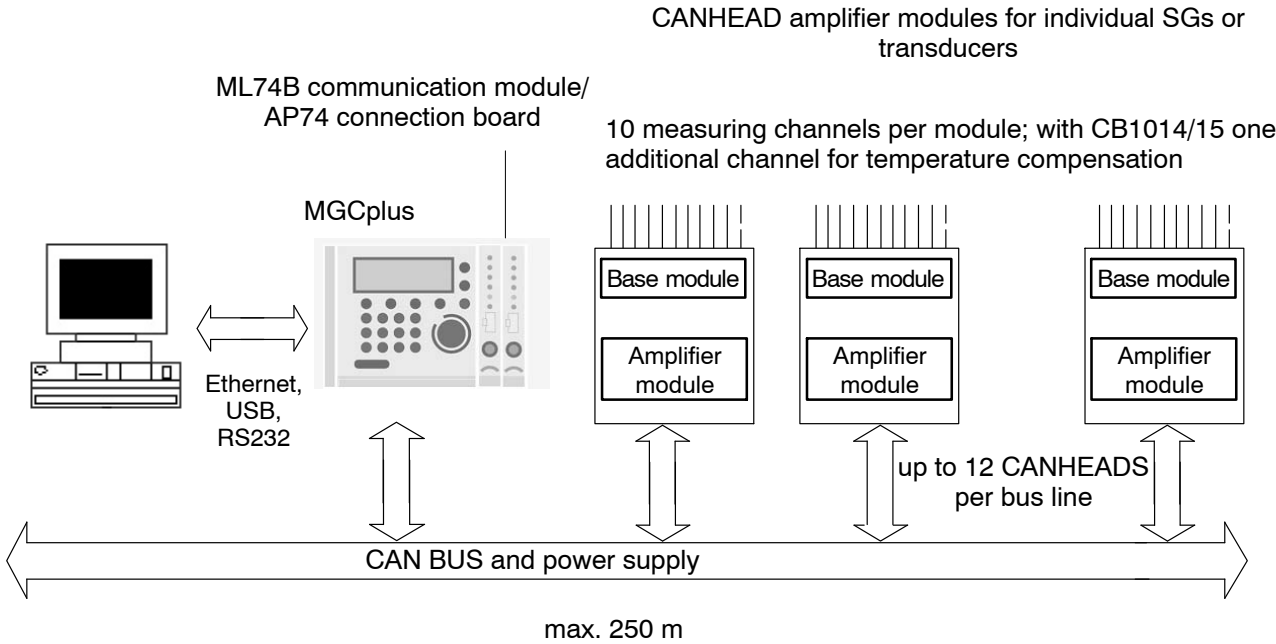 CANHEAD amplifier modules for individual SGs or
transducers
ML74B communication module/
AP74 connection board
10 measuring channels per module; with CB1014/15 one
additional channel for temperature compensation
MGCplus
Base module
Amplifier
module
Base module
Amplifier
module
Base module
Amplifier
module
Ethernet,
USB,
RS232
up to 12 CANHEADS
per bus line
CAN BUS and power supply
max. 250 m